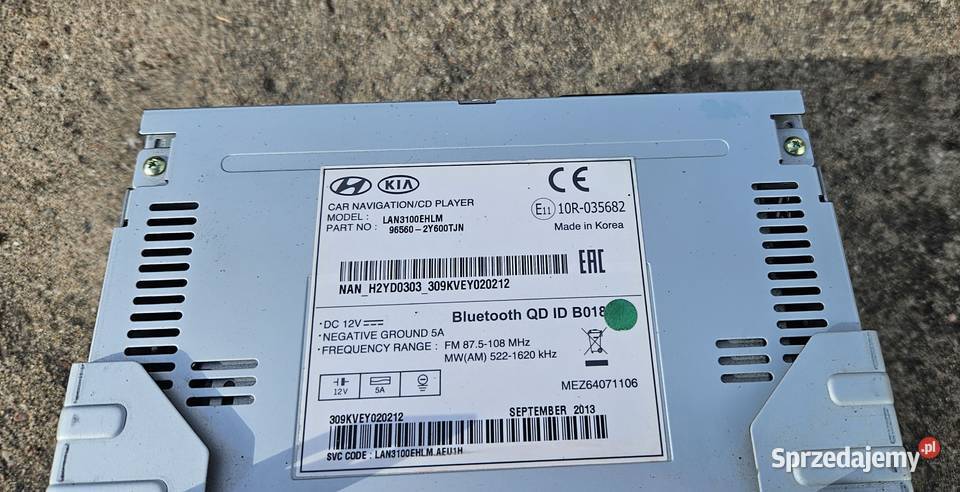 HYUNDAI KIA
CAR NAVIGATION/CD PLAYER
MODEL : LAN3100EHLM
PART NO : 96560-2Y600TJN
CE
E11 10R-035682
Made in Korea
EAC
NAN_H2YD0303_309KVEY020212
Bluetooth QD ID B018
·DC 12V
·NEGATIVE GROUND 5A
·FREQUENCY RANGE : FM 87.5-108 MHz
MW(AM) 522-1620 kHz
12V 5A
MEZ64071106
309KVEY020212 SEPTEMBER 2013
SVC CODE : LAN3100EHLM.AEU1H
Sprzedajemy .pl